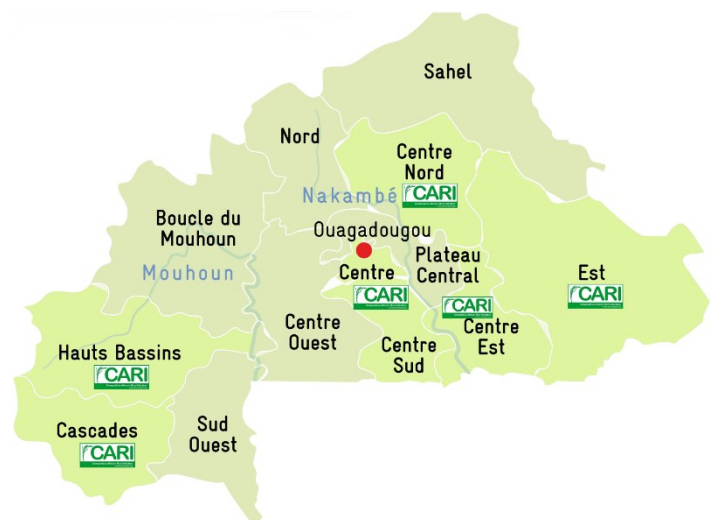 Sahel
Nord
Centre
Nord
CARI
Nakambé
Boucle du
Mouhoun
Ouagadougou
Mouhoun
Centre
CARI
Plateau
Central
CARI
Est
CARI
Centre
Ouest
Centre
Est
Centre
Sud
Hauts Bassins
CARI
Cascades
CARI
Sud
Ouest